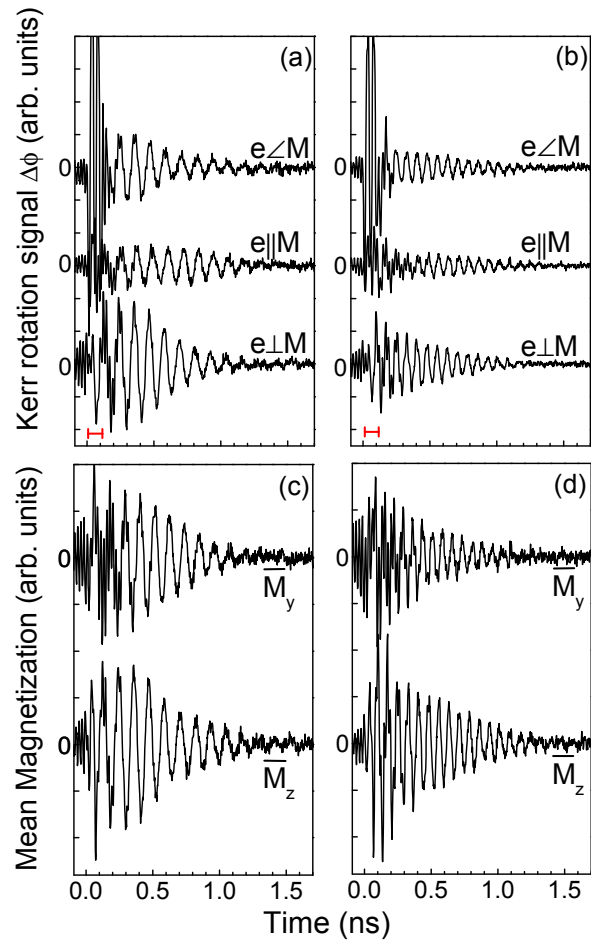 Kerr rotation signal Δϕ (arb. units)
(a)
0
e∠M
0
e||M
0
e⊥M
(b)
0
e∠M
0
e||M
0
e⊥M
Mean Magnetization (arb. units)
(c)
0
M̅y
0
M̅z
(d)
0
M̅y
0
M̅z
0.0 0.5 1.0 1.5
0.0 0.5 1.0 1.5
Time (ns)